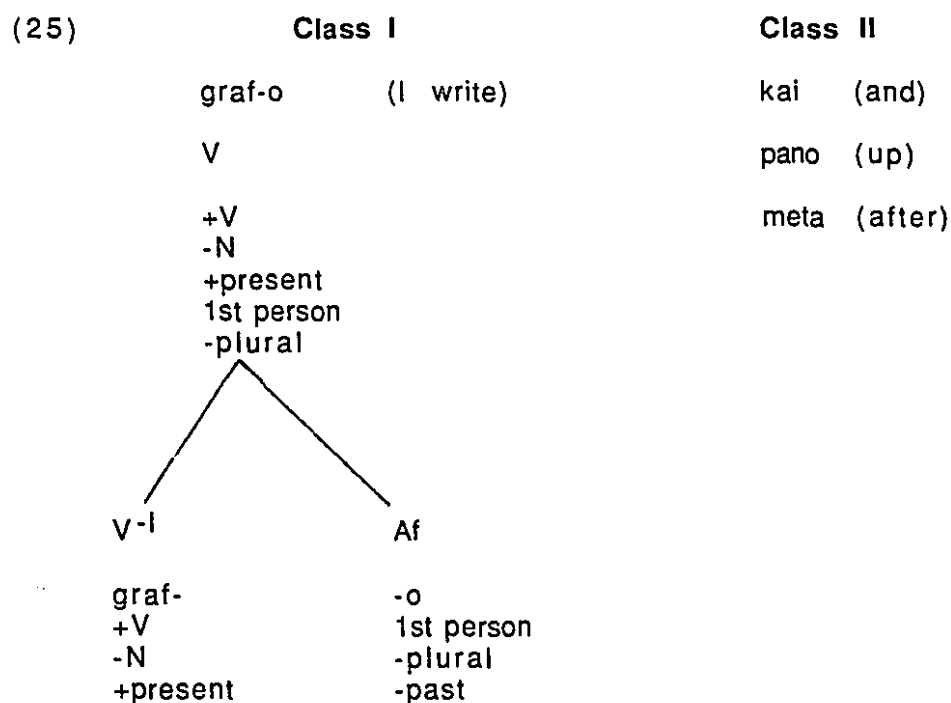 (25) Class I Class II
graf-o (I write) kai (and)
V pano (up)
+V meta (after)
-N
+present
1st person
-plural
V-I Af
graf- -o
+V 1st person
-N -plural
+present -past